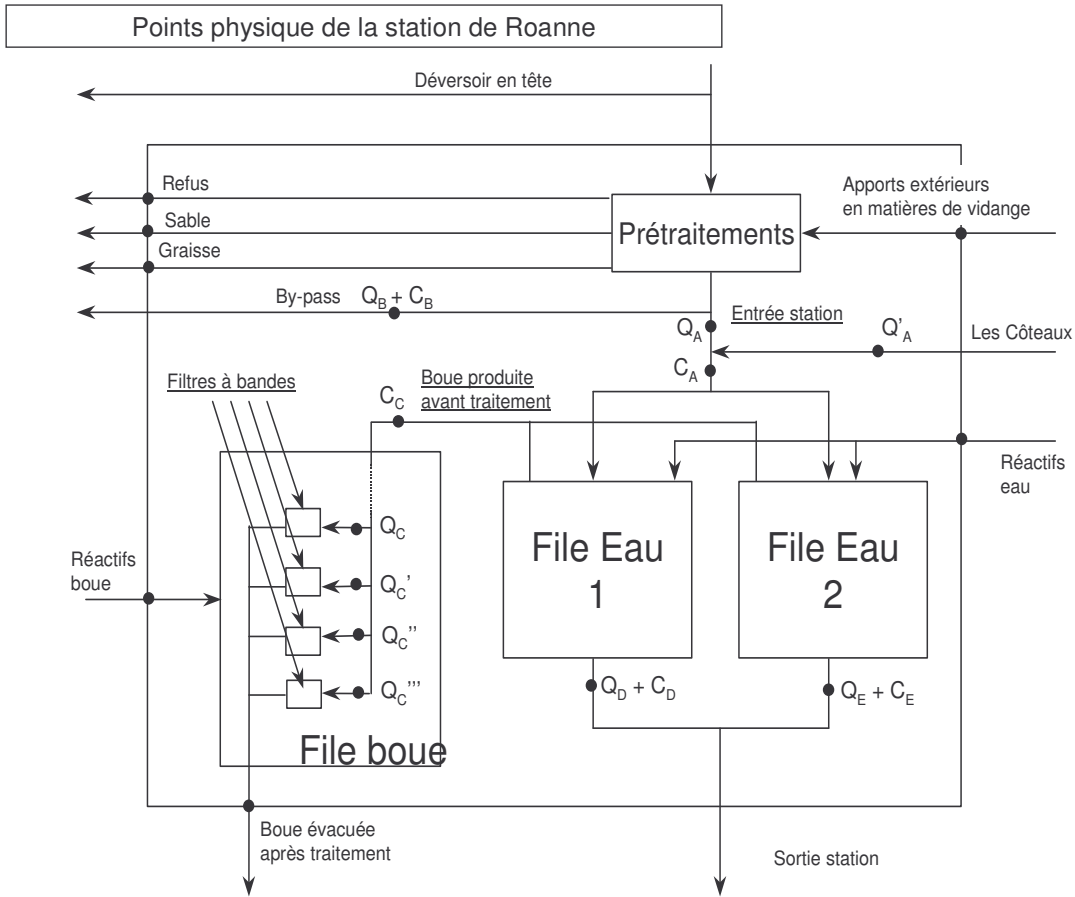 Points physique de la station de Roanne
Déversoir en tête
Refus
Sable
Graisse
Prétraitements
Apports extérieurs
en matières de vidange
By-pass
Q_B + C_B
Entrée station
Q_A
Q'_A
Les Côteaux
C_A
Filtres à bandes
Boue produite
avant traitement
C_C
Réactifs
eau
File Eau
1
File Eau
2
Q_C
Q_C'
Q_C''
Q_C'''
Réactifs
boue
File boue
Q_D + C_D
Q_E + C_E
Boue évacuée
après traitement
Sortie station